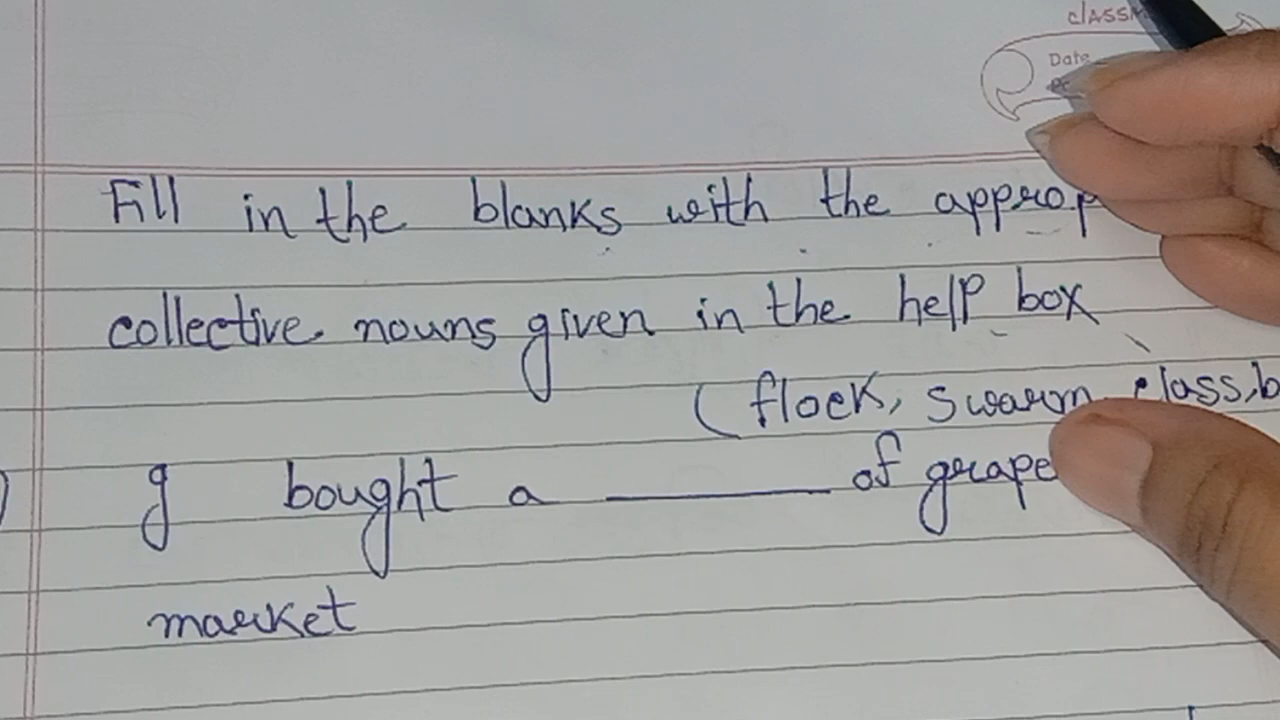 classm
Date
Fill in the blanks with the approp
collective nouns given in the help box
(flock, swarm, class, b
I bought a ________ of grape
market